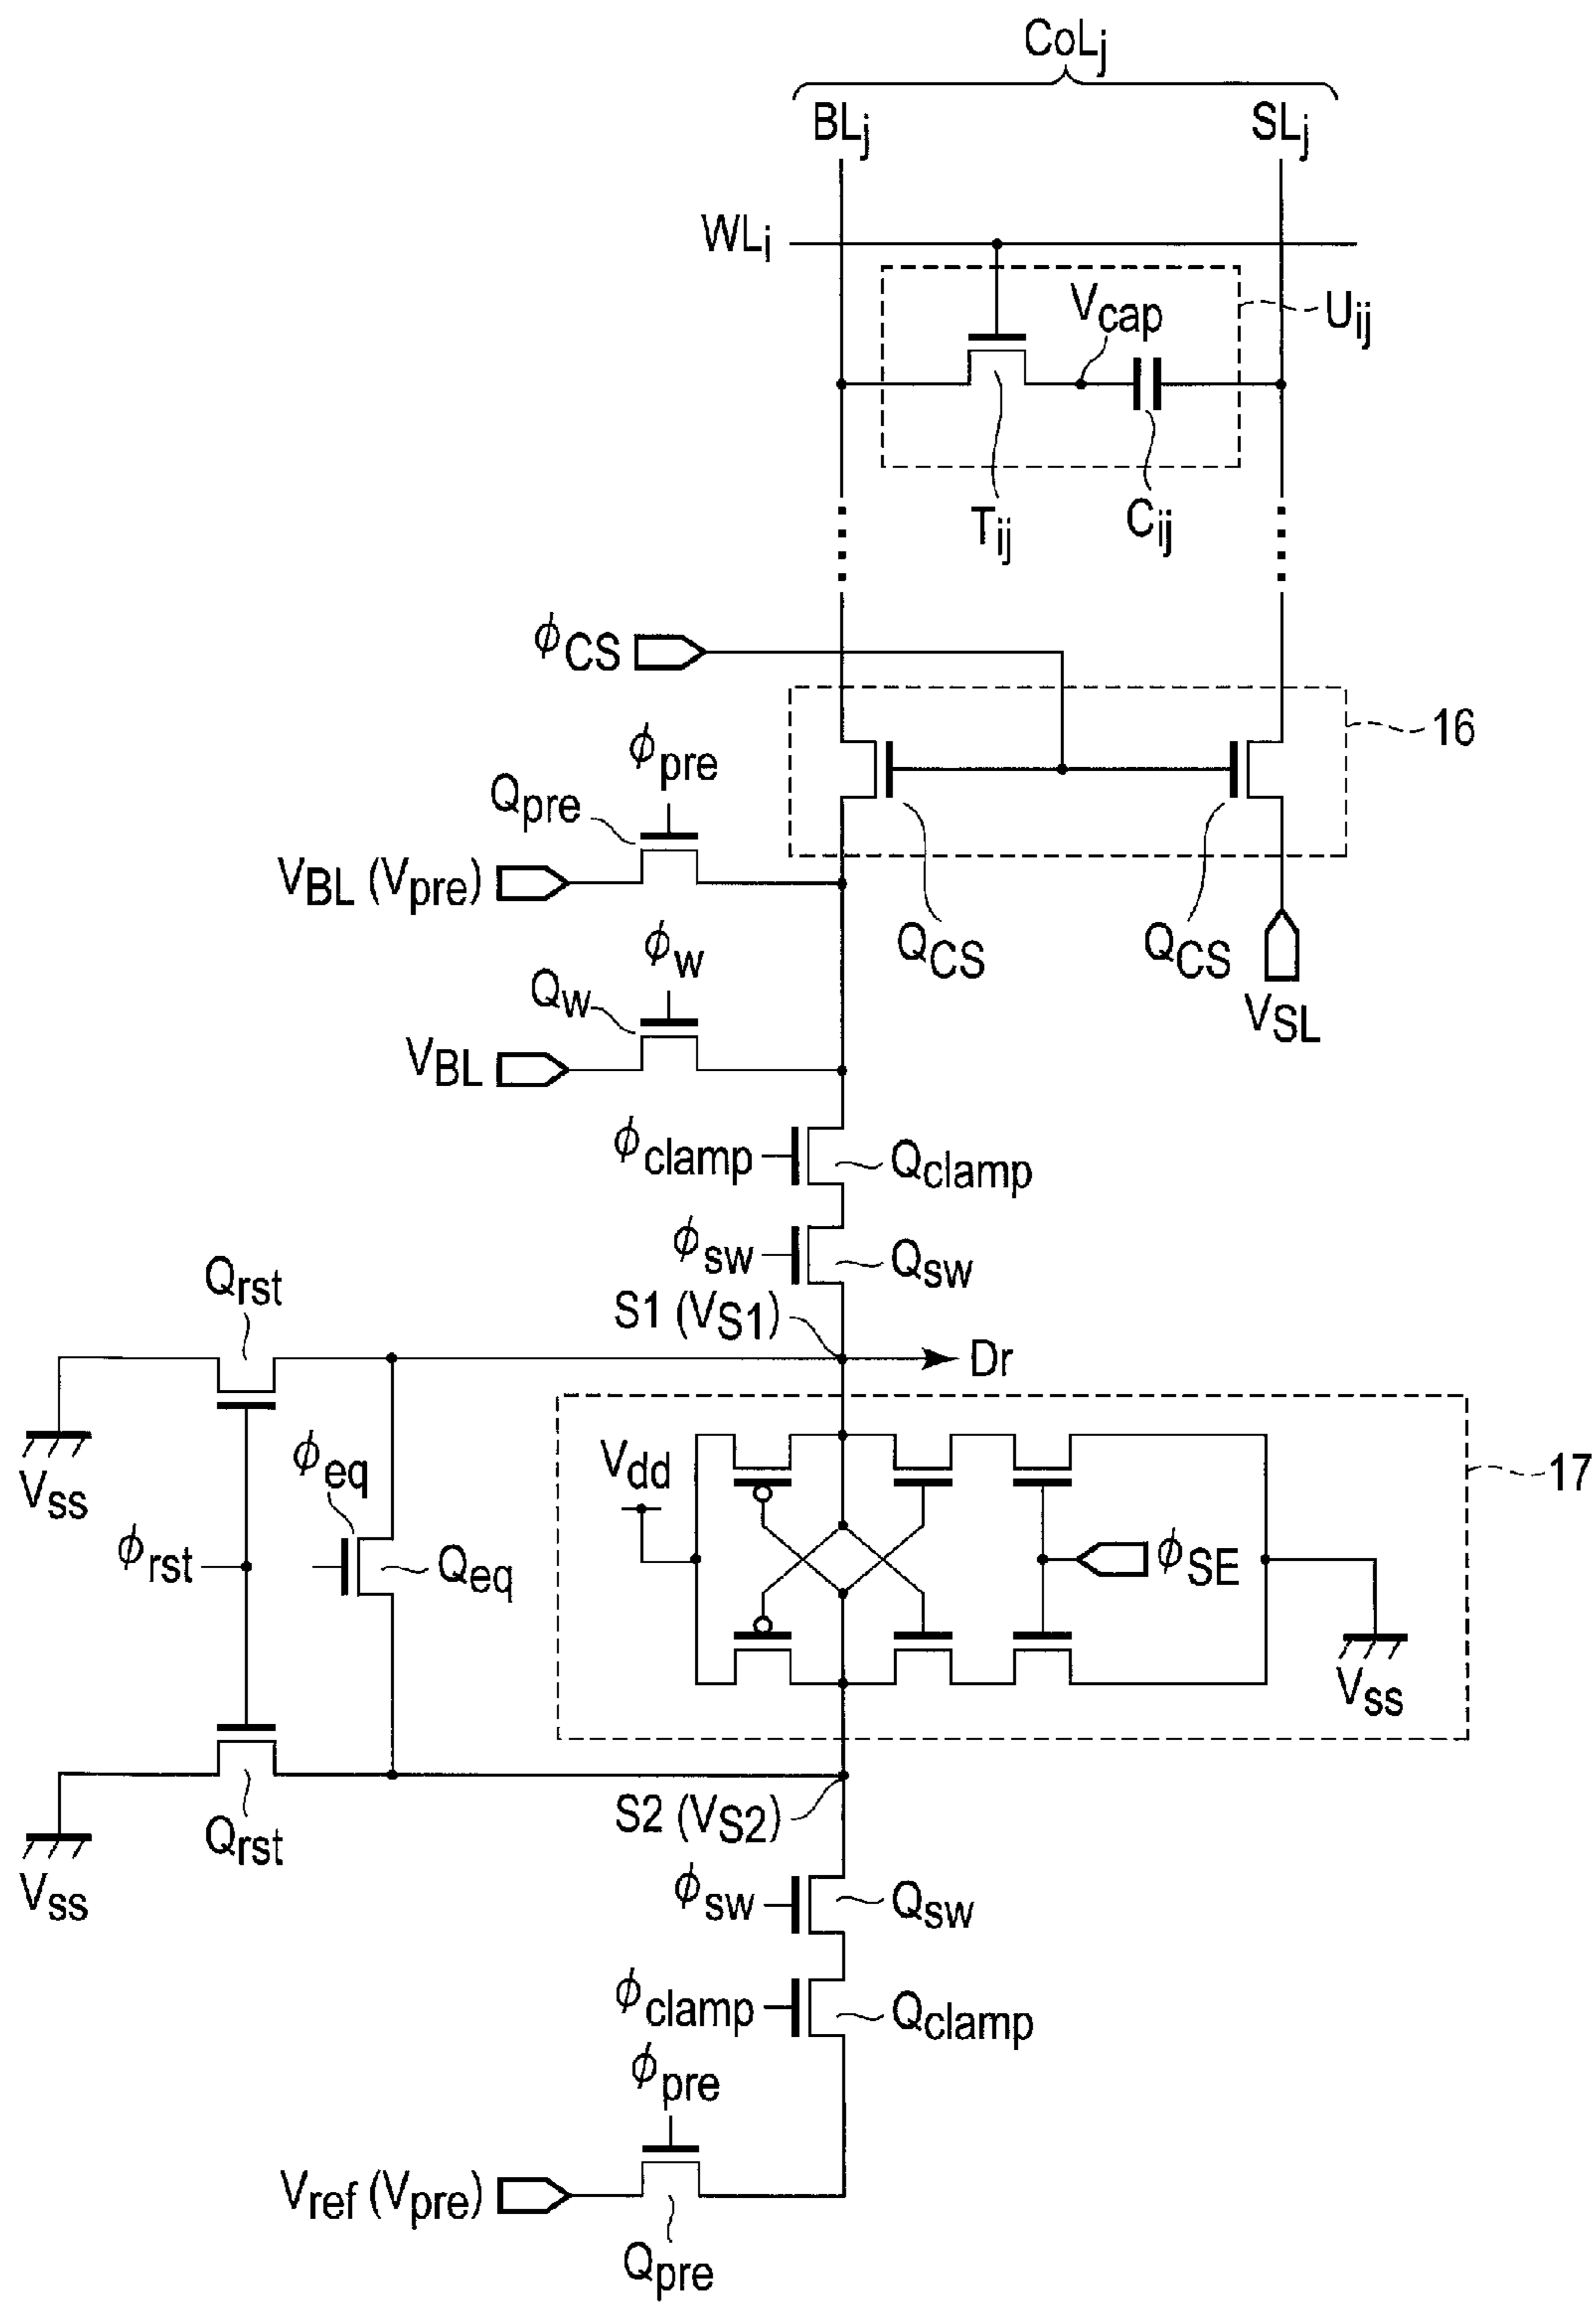 CoLj
BLj SLj
WLi
Vcap
Uij
Tij Cij
ϕCS
16
ϕpre
Qpre
VBL (Vpre)
QCS QCS
VSL
ϕw
Qw
VBL
ϕclamp Qclamp
ϕsw Qsw
Qrst
S1 (VS1)
Dr
Vss
Vdd
17
ϕeq
ϕrst
Qeq
ϕSE
Vss
S2 (VS2)
Qrst
Vss
ϕsw Qsw
ϕclamp Qclamp
ϕpre
Vref (Vpre)
Qpre